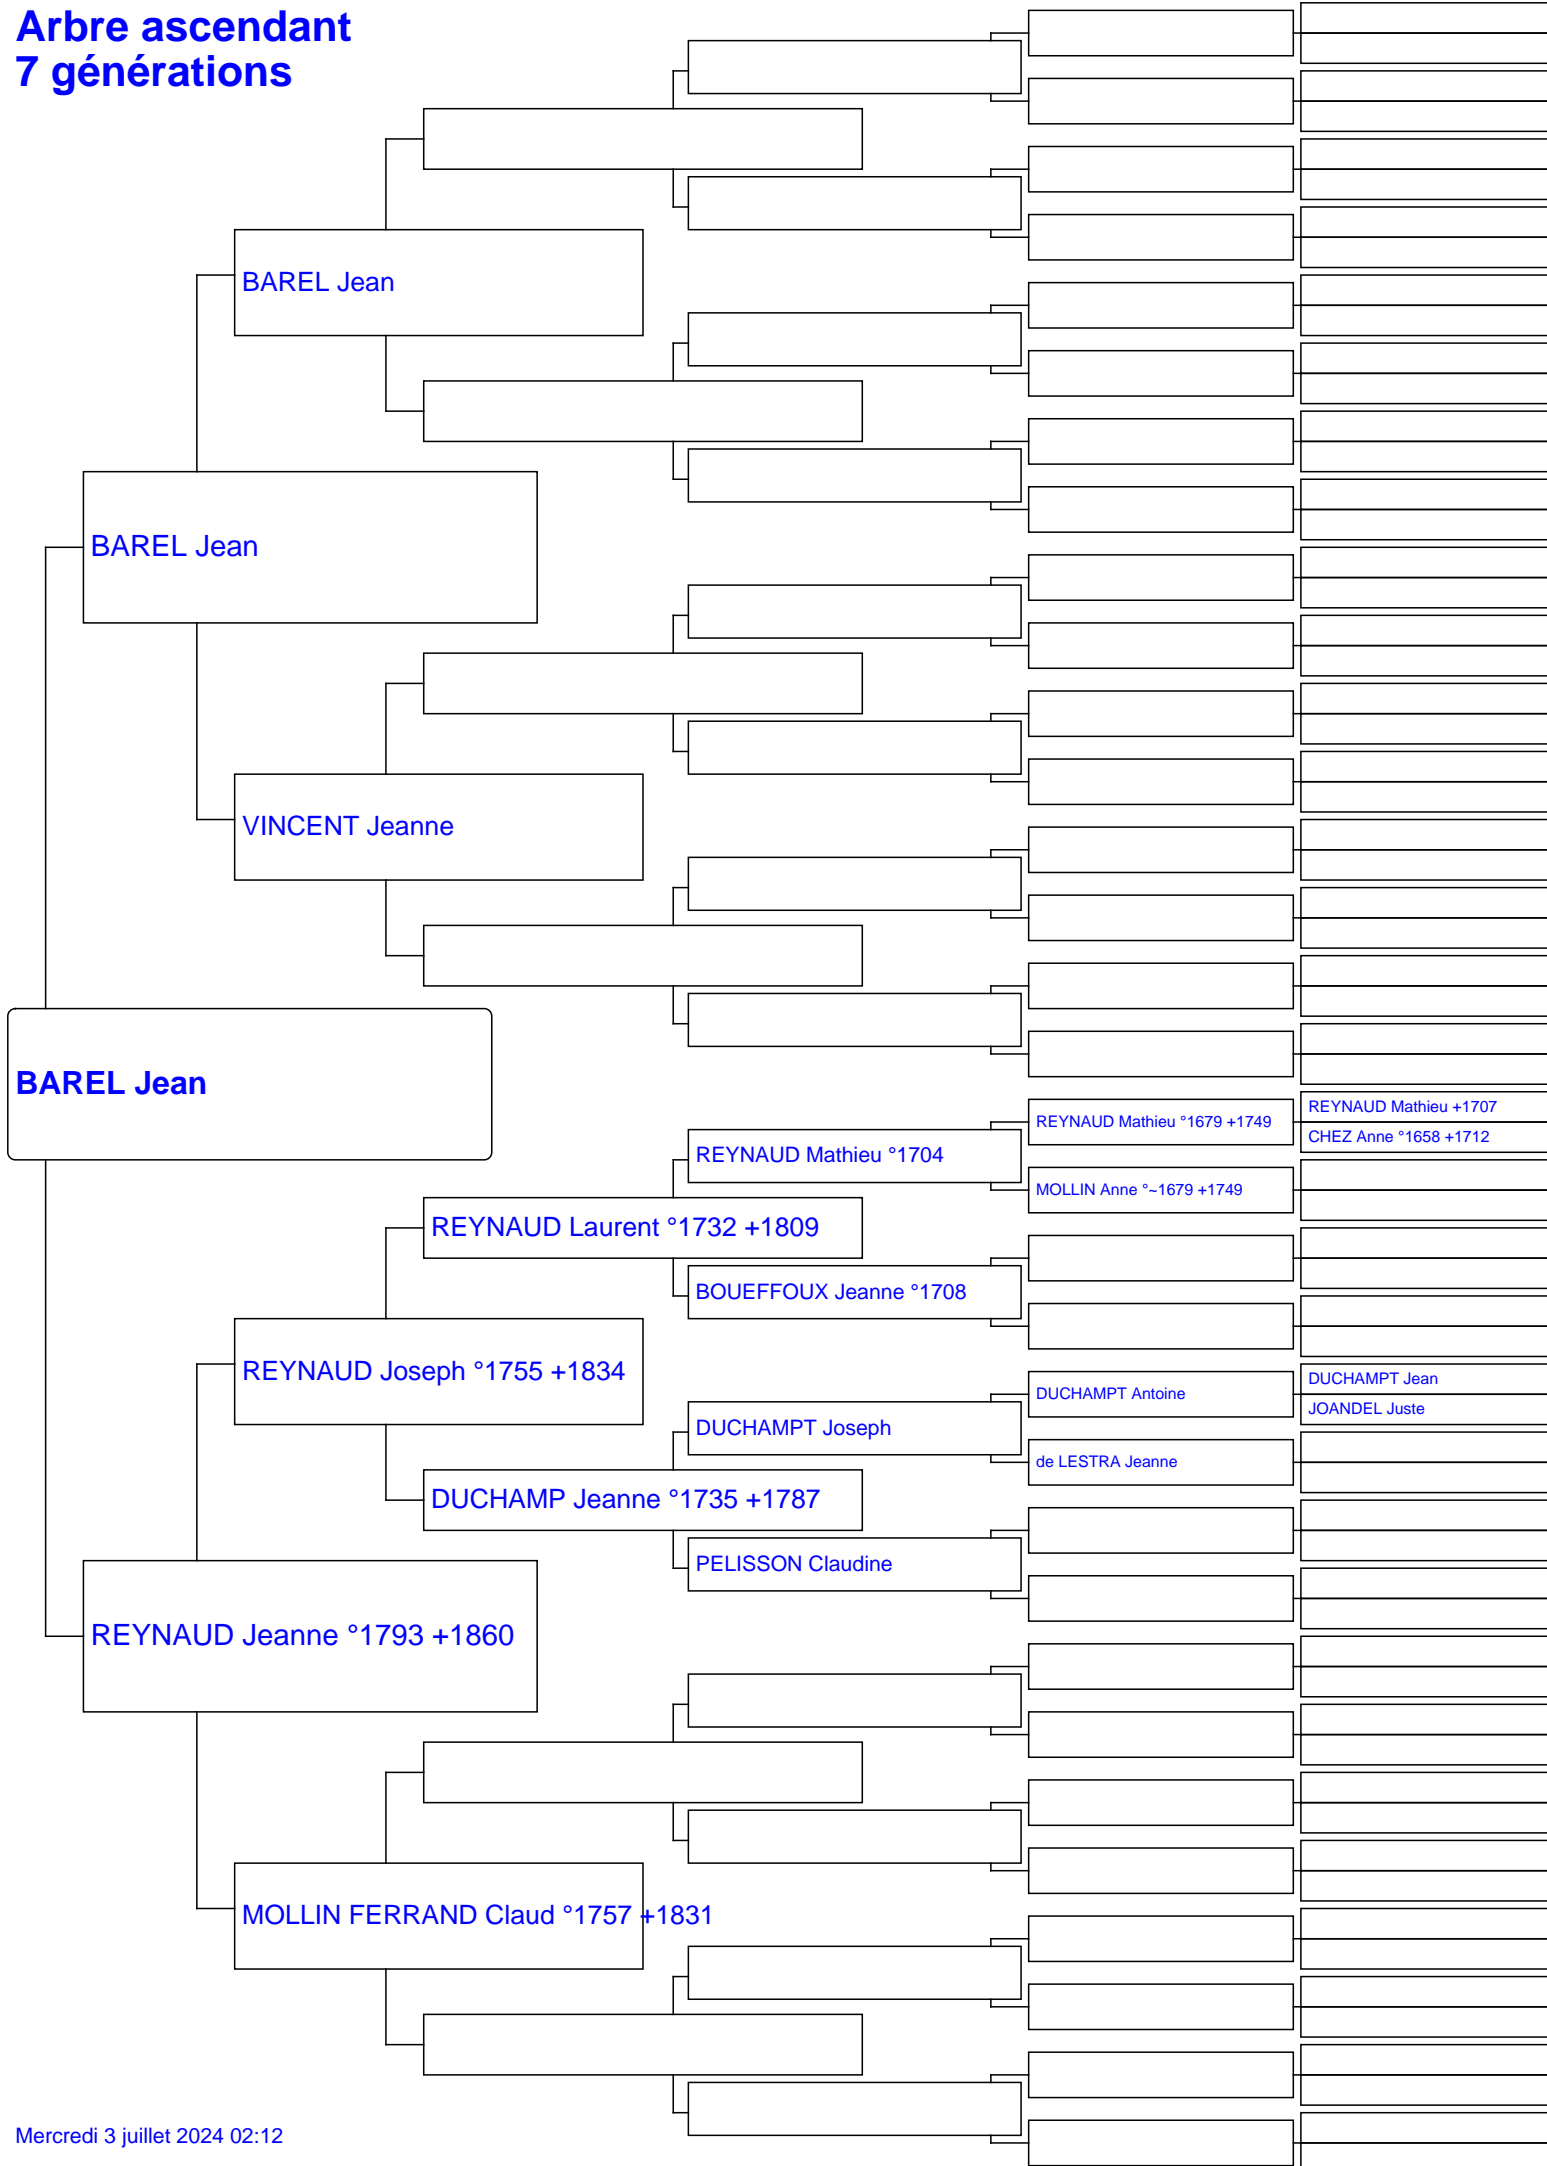 Arbre ascendant
7 générations
BAREL Jean
BAREL Jean
VINCENT Jeanne
BAREL Jean
REYNAUD Mathieu °1679 +1749
REYNAUD Mathieu +1707
CHEZ Anne °1658 +1712
REYNAUD Mathieu °1704
MOLLIN Anne °~1679 +1749
REYNAUD Laurent °1732 +1809
BOUEFFOUX Jeanne °1708
REYNAUD Joseph °1755 +1834
DUCHAMPT Antoine
DUCHAMPT Jean
JOANDEL Juste
DUCHAMPT Joseph
de LESTRA Jeanne
DUCHAMP Jeanne °1735 +1787
PELISSON Claudine
REYNAUD Jeanne °1793 +1860
MOLLIN FERRAND Claud °1757 +1831
Mercredi 3 juillet 2024 02:12